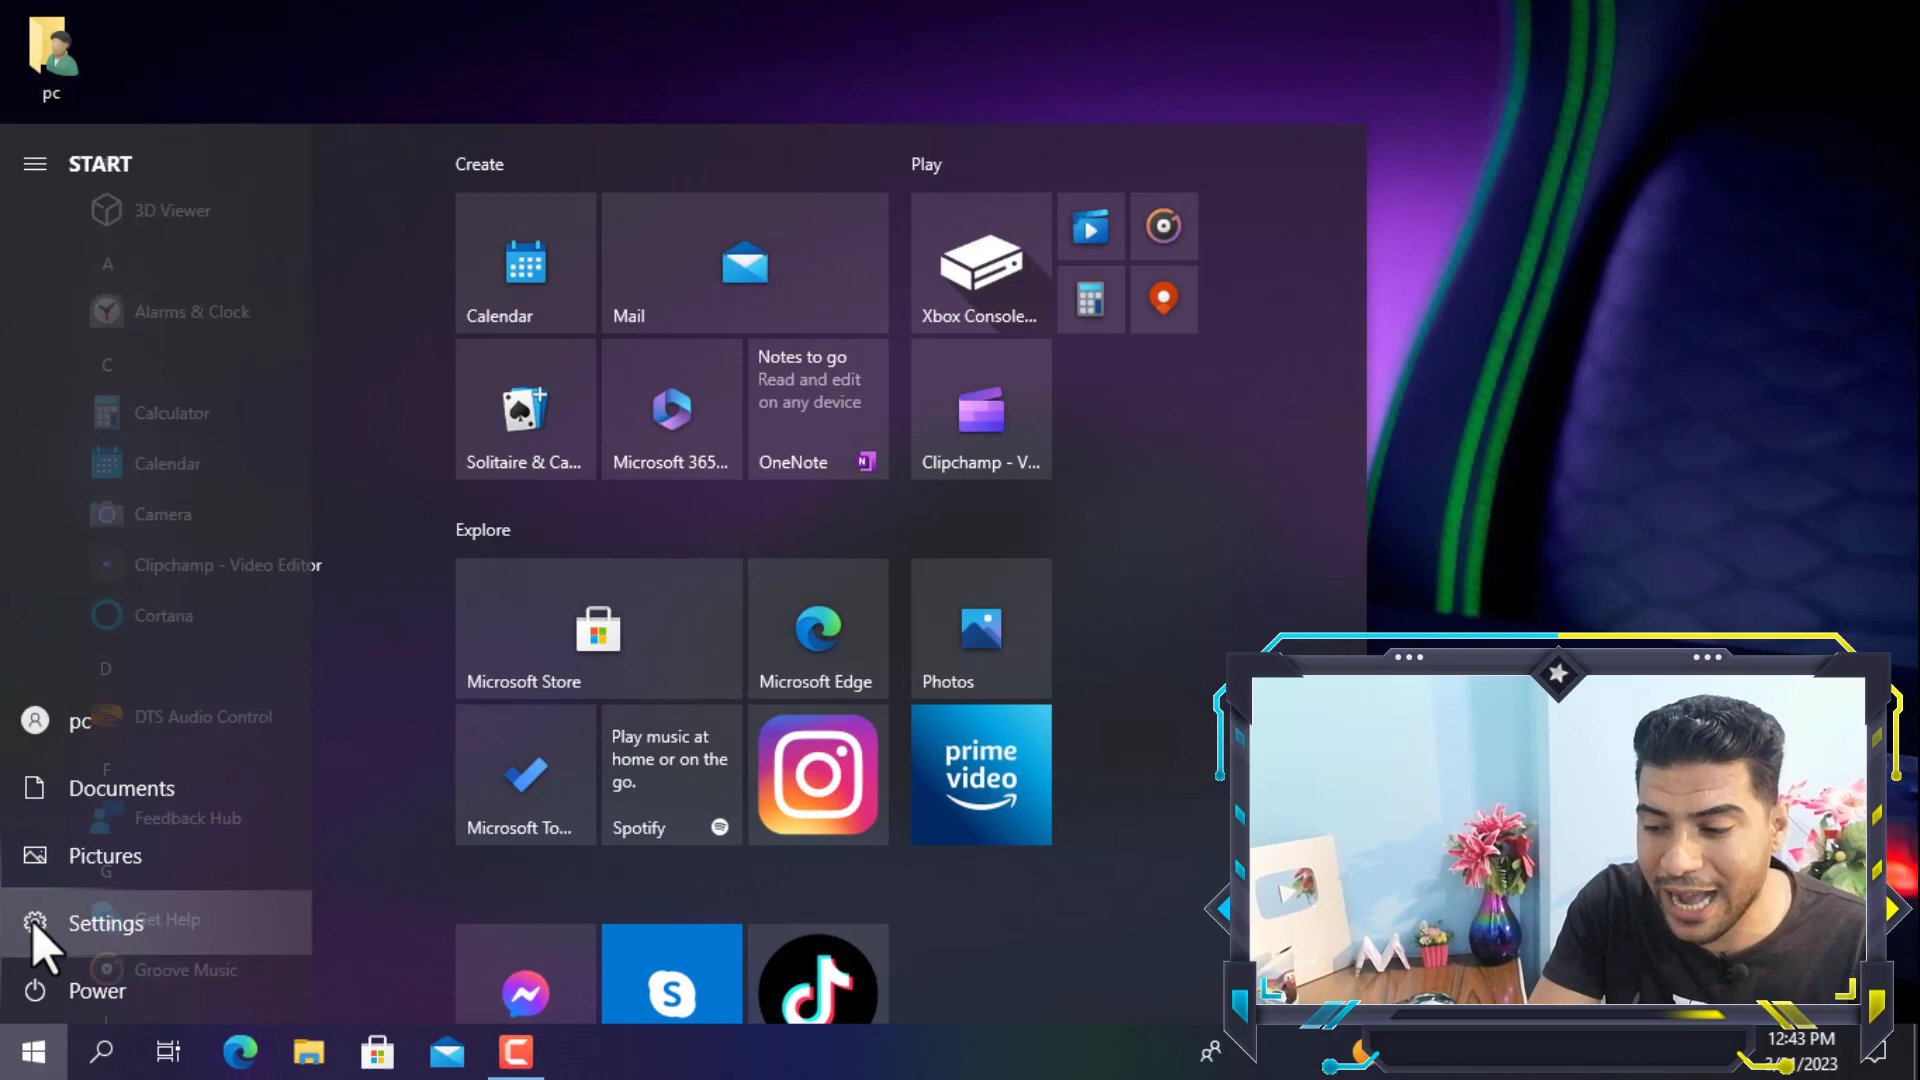 pc
START
3D Viewer
A
Alarms & Clock
C
Calculator
Calendar
Camera
Clipchamp - Video Editor
Cortana
D
DTS Audio Control
pc
F
Documents
Feedback Hub
Pictures
G
Settings
Get Help
Groove Music
Power
Create
Calendar
Mail
Solitaire & Ca...
Microsoft 365...
Notes to go
Read and edit
on any device
OneNote
Play
Xbox Console...
Clipchamp - V...
Explore
Microsoft Store
Microsoft Edge
Photos
Microsoft To...
Play music at
home or on the
go.
Spotify
prime
video
S
12:43 PM